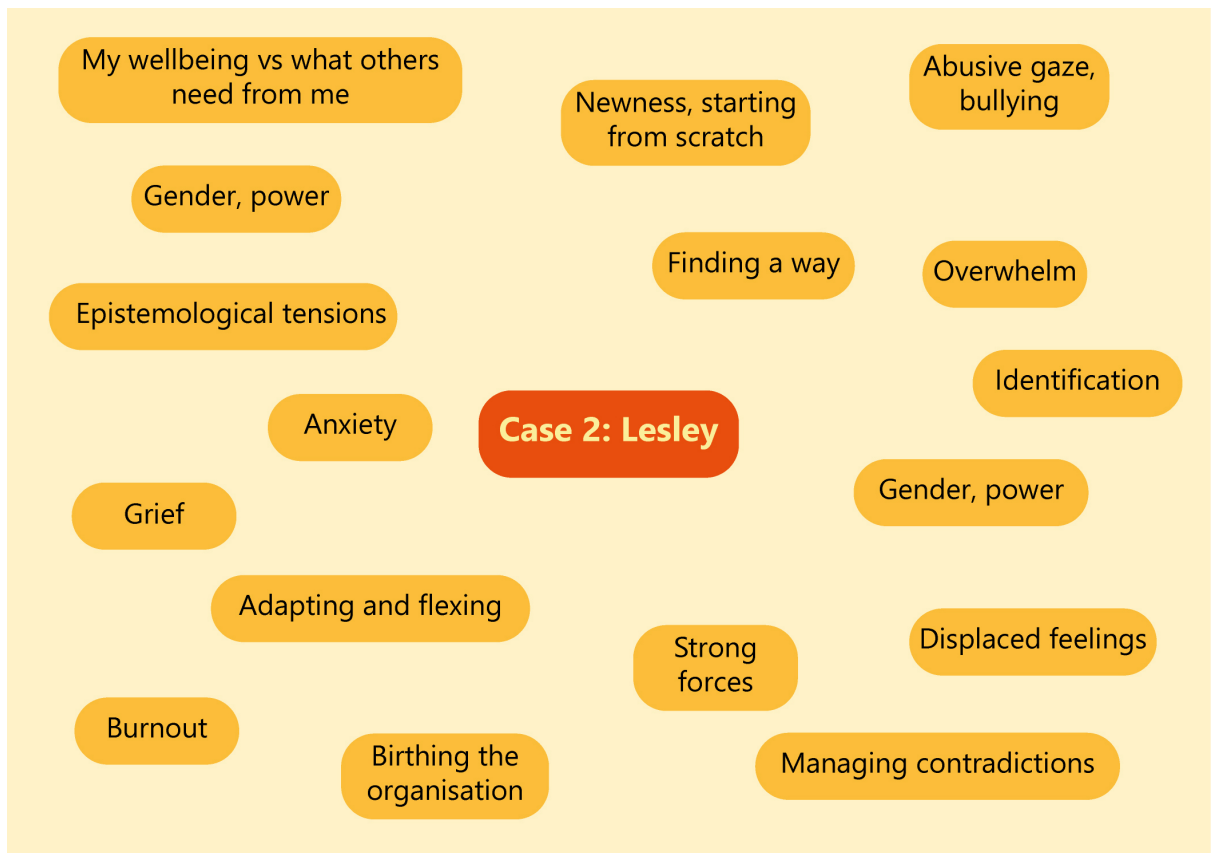 My wellbeing vs what others
need from me
Newness, starting
from scratch
Abusive gaze,
bullying
Gender, power
Finding a way
Overwhelm
Epistemological tensions
Identification
Anxiety
Case 2: Lesley
Gender, power
Grief
Adapting and flexing
Strong
forces
Displaced feelings
Burnout
Birthing the
organisation
Managing contradictions